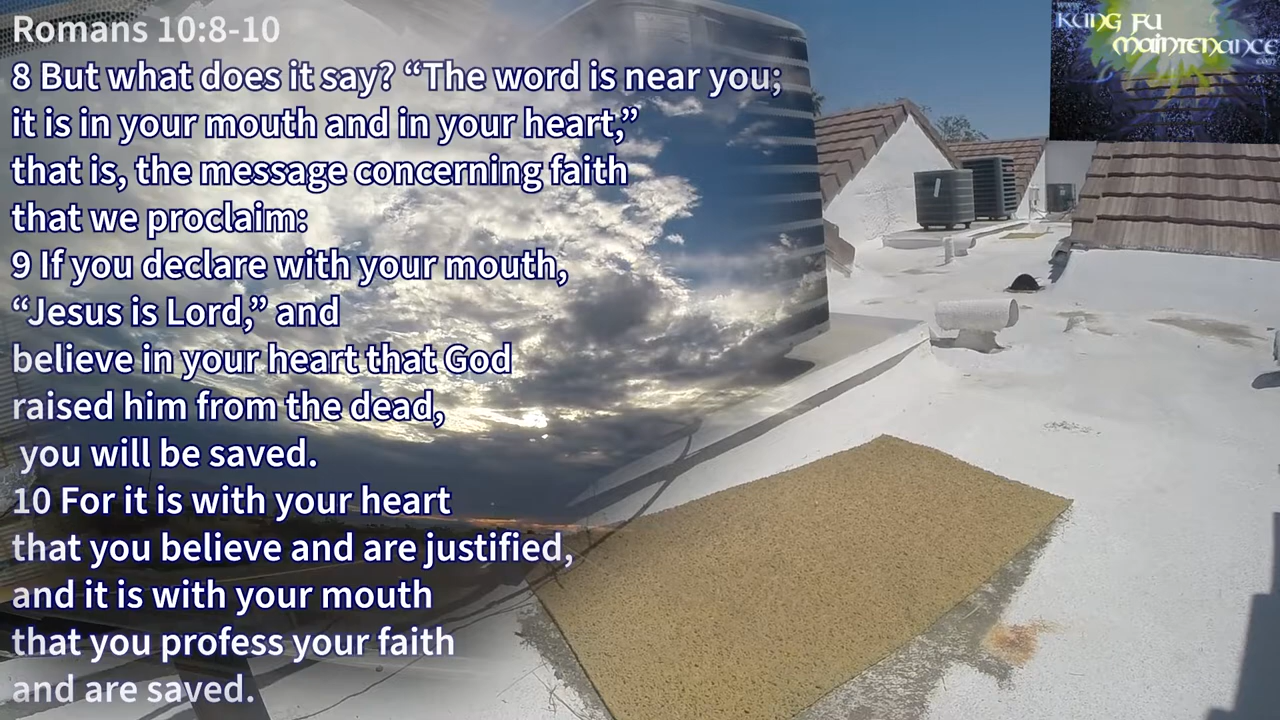 Romans 10:8-10
8 But what does it say? “The word is near you;
it is in your mouth and in your heart,”
that is, the message concerning faith
that we proclaim:
9 If you declare with your mouth,
“Jesus is Lord,” and
believe in your heart that God
raised him from the dead,
you will be saved.
10 For it is with your heart
that you believe and are justified,
and it is with your mouth
that you profess your faith
and are saved.
www.
KUNG FU
MAINTENANCE
.com